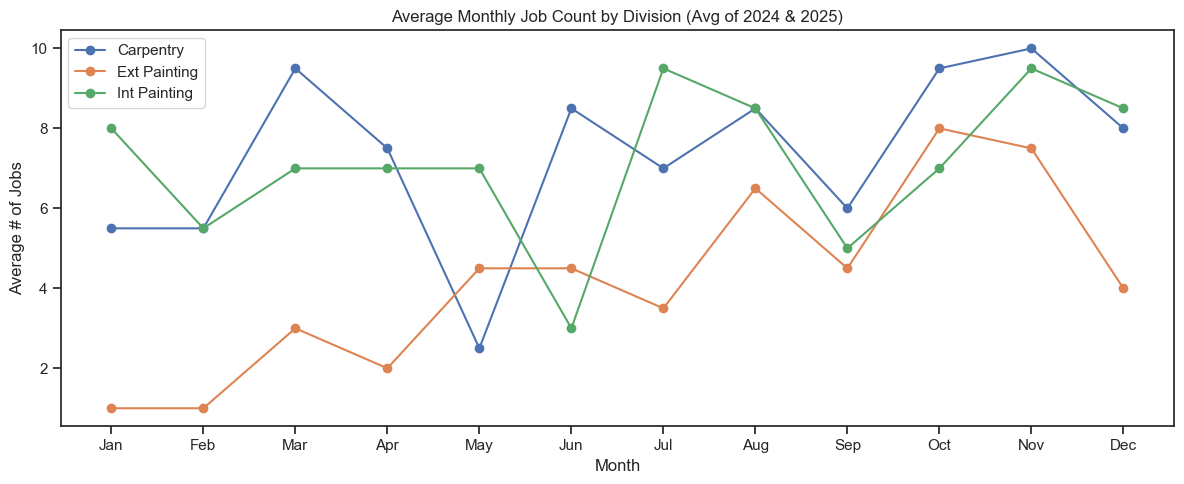 Average Monthly Job Count by Division (Avg of 2024 & 2025)
Carpentry
Ext Painting
Int Painting
Average # of Jobs
10
8
6
4
2
Jan Feb Mar Apr May Jun Jul Aug Sep Oct Nov Dec
Month